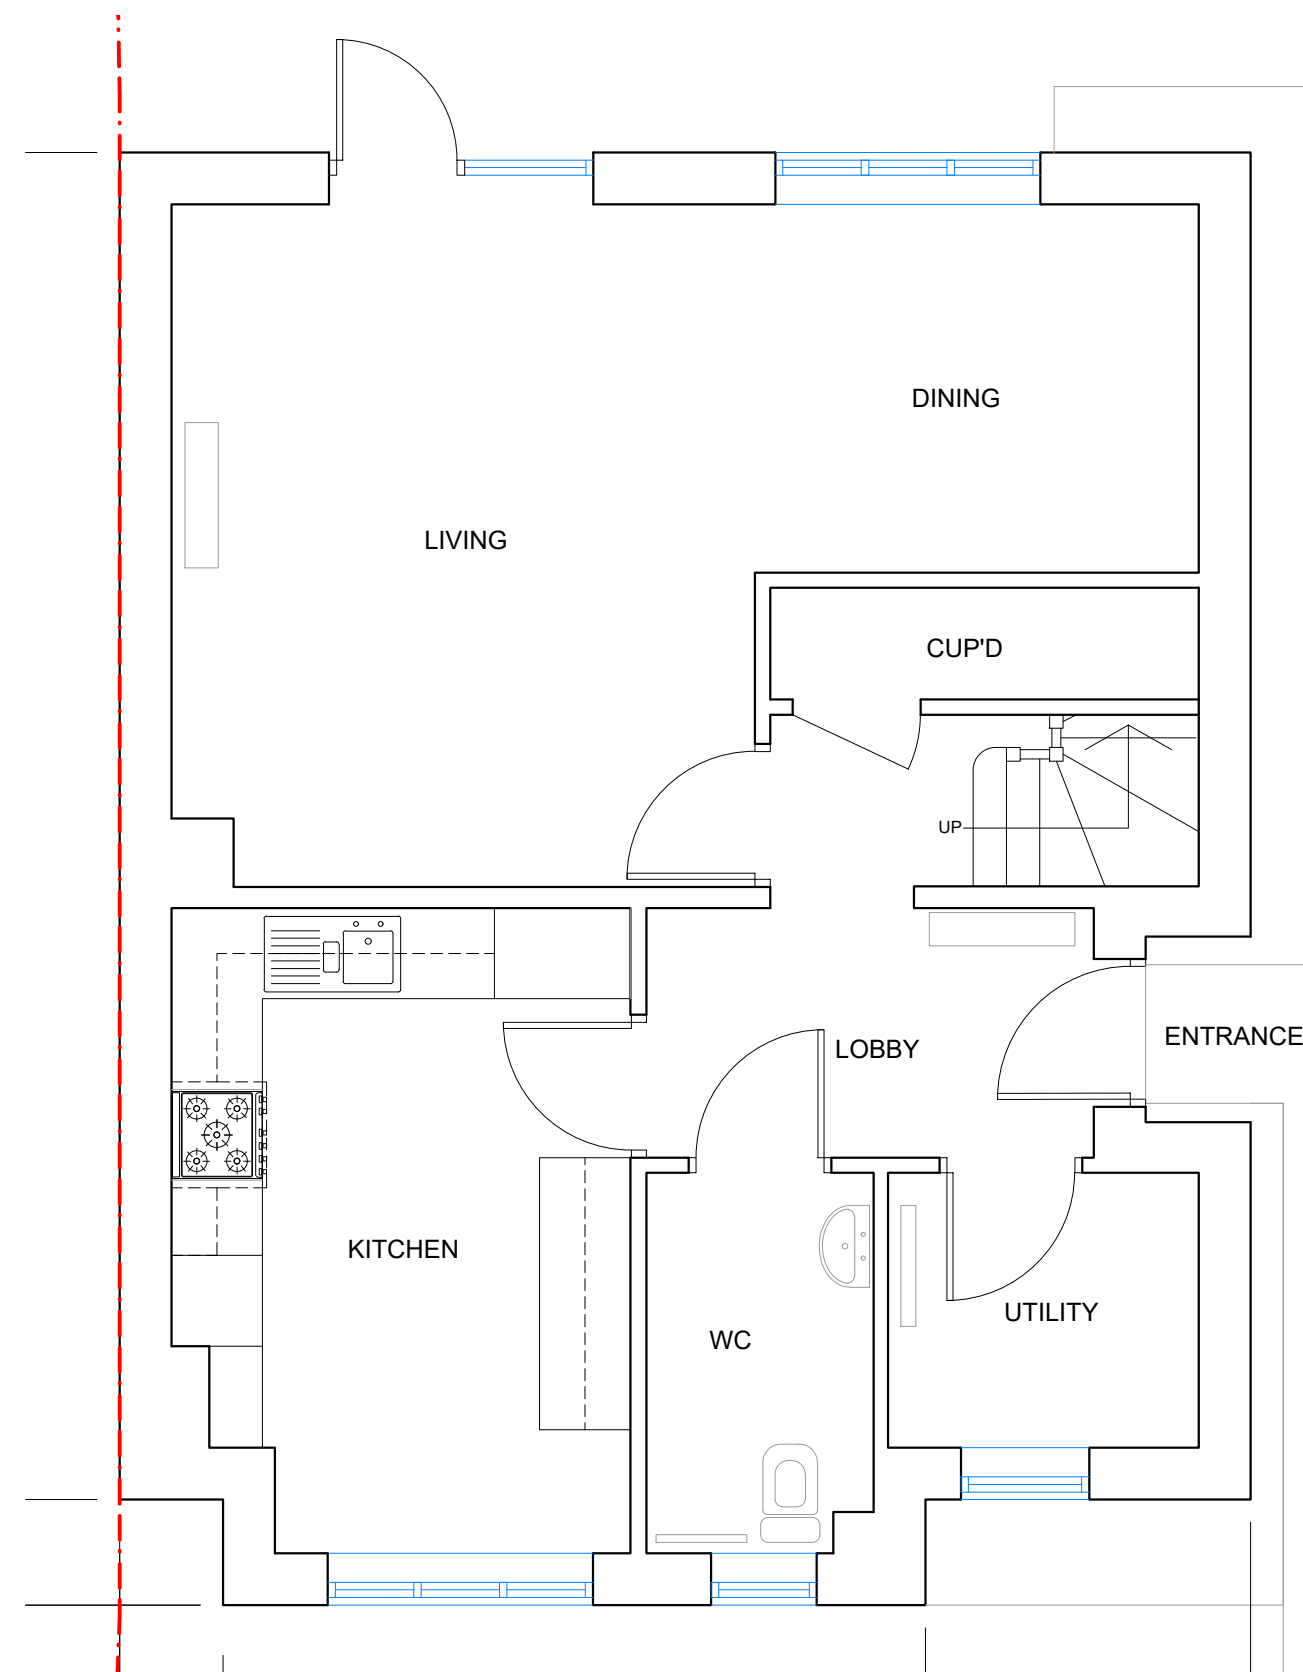 DINING
LIVING
CUP'D
UP
ENTRANCE
LOBBY
KITCHEN
UTILITY
WC